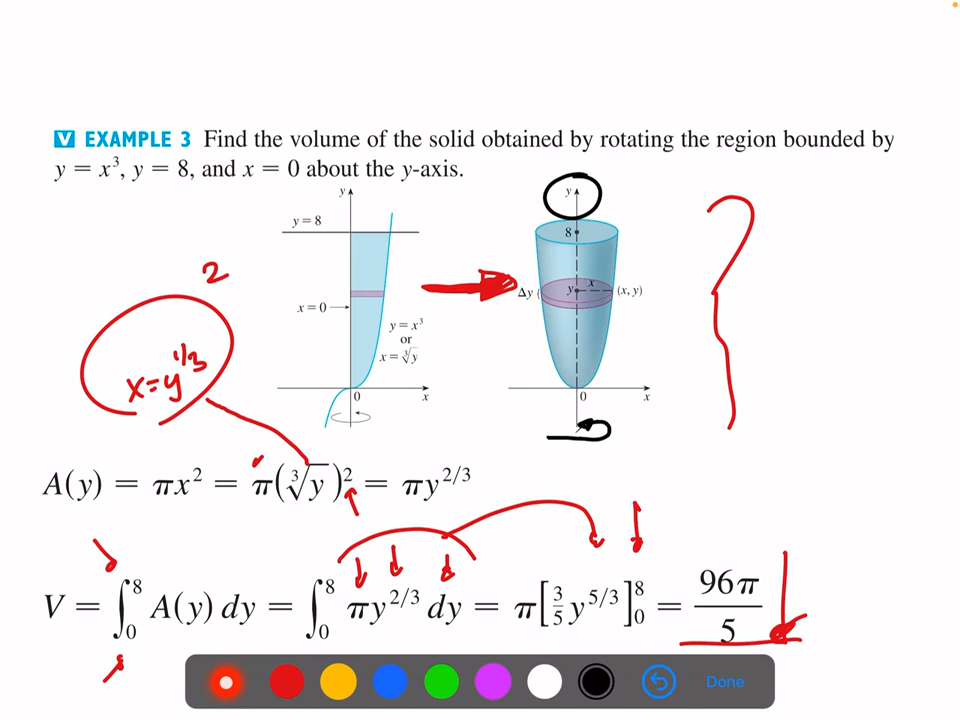 V EXAMPLE 3 Find the volume of the solid obtained by rotating the region bounded by
y = x³, y = 8, and x = 0 about the y-axis.
y
y = 8
x = 0
y = x³
or
x = ∛y
0
x
y
8
Δy {
y
x
(x, y)
0
x
2
x = y^1/3
A(y) = πx² = π(∛y)² = πy^2/3
V = ∫₀⁸ A(y) dy = ∫₀⁸ πy^2/3 dy = π[3/5 y^5/3]₀⁸ = 96π/5
Done